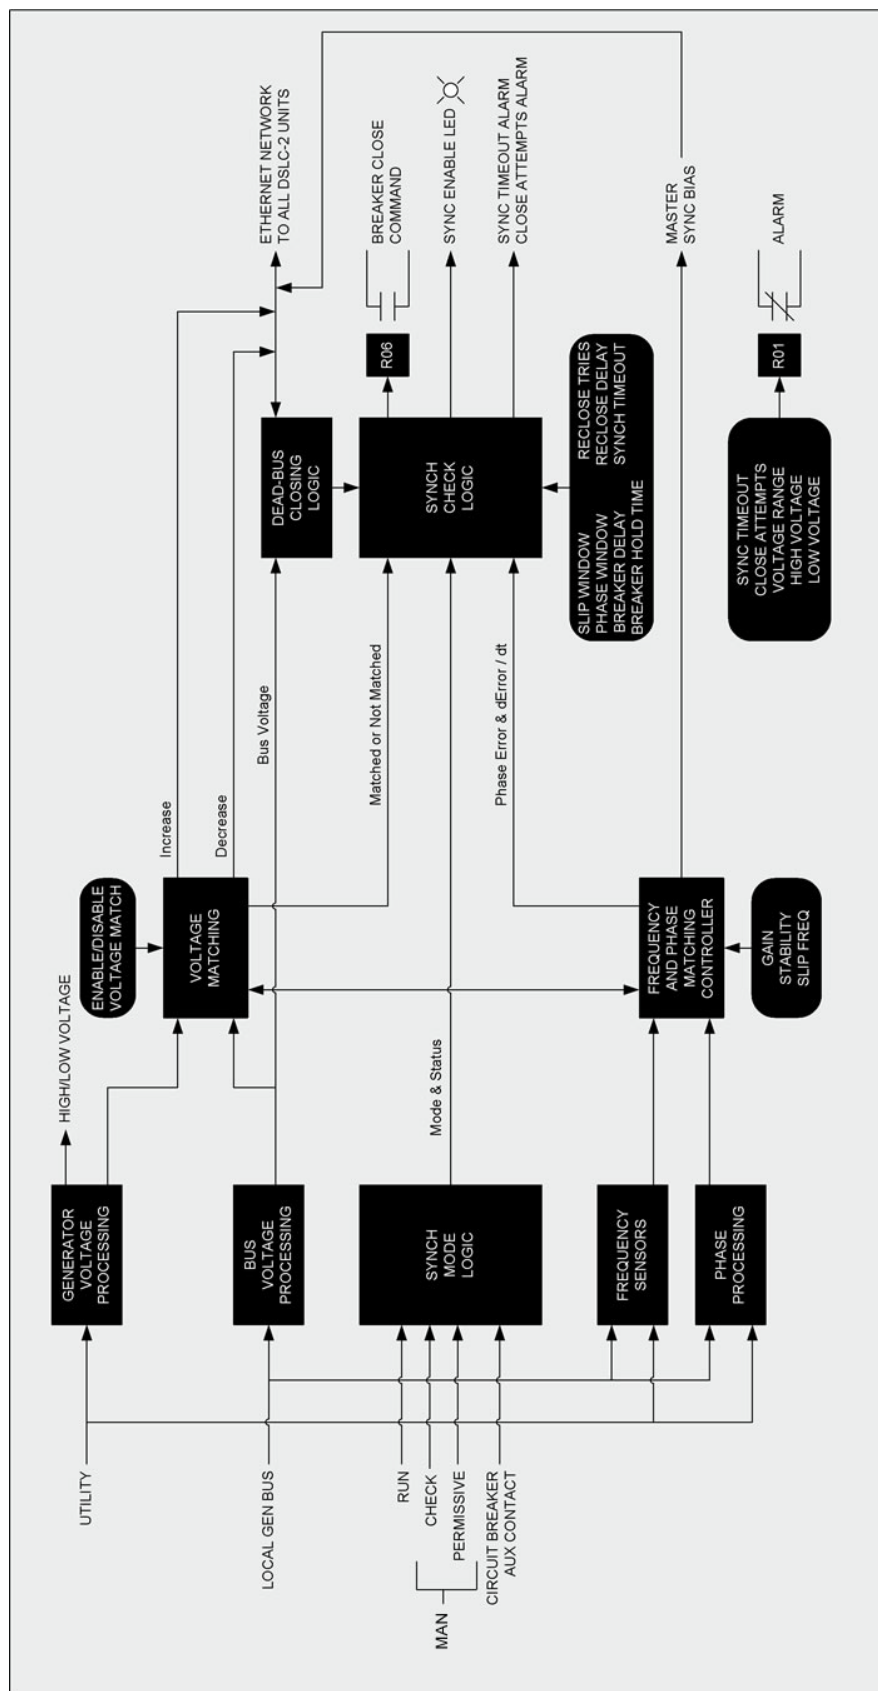 UTILITY
LOCAL GEN BUS
MAN
RUN
CHECK
PERMISSIVE
CIRCUIT BREAKER
AUX CONTACT
GENERATOR
VOLTAGE
PROCESSING
HIGH/LOW VOLTAGE
BUS
VOLTAGE
PROCESSING
SYNCH
MODE
LOGIC
FREQUENCY
SENSORS
PHASE
PROCESSING
ENABLE/DISABLE
VOLTAGE MATCH
VOLTAGE
MATCHING
Increase
Decrease
Bus Voltage
Matched or Not Matched
Mode & Status
Phase Error & dError / dt
FREQUENCY
AND PHASE
MATCHING
CONTROLLER
GAIN
STABILITY
SLIP FREQ
DEAD-BUS
CLOSING
LOGIC
SYNCH
CHECK
LOGIC
SLIP WINDOW
PHASE WINDOW
BREAKER DELAY
BREAKER HOLD TIME
RECLOSE TRIES
RECLOSE DELAY
SYNCH TIMEOUT
SYNC TIMEOUT
CLOSE ATTEMPTS
VOLTAGE RANGE
HIGH VOLTAGE
LOW VOLTAGE
R06
R01
ETHERNET NETWORK
TO ALL DSLC-2 UNITS
BREAKER CLOSE
COMMAND
SYNC ENABLE LED
SYNC TIMEOUT ALARM
CLOSE ATTEMPTS ALARM
MASTER
SYNC BIAS
ALARM